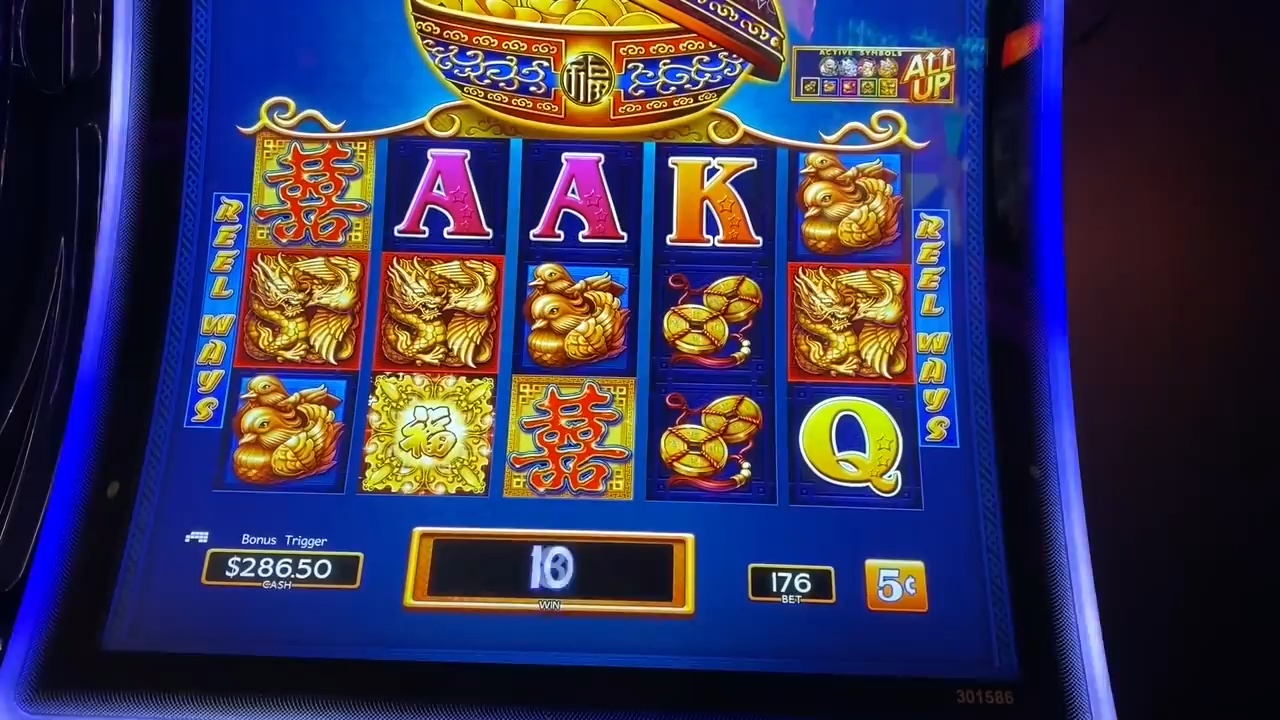 福
ACTIVE SYMBOLS
ALL
UP
REEL WAYS
REEL WAYS
囍 A A K
福 囍 Q
Bonus Trigger
$286.50
CASH
WIN
176
BET
5¢
301586